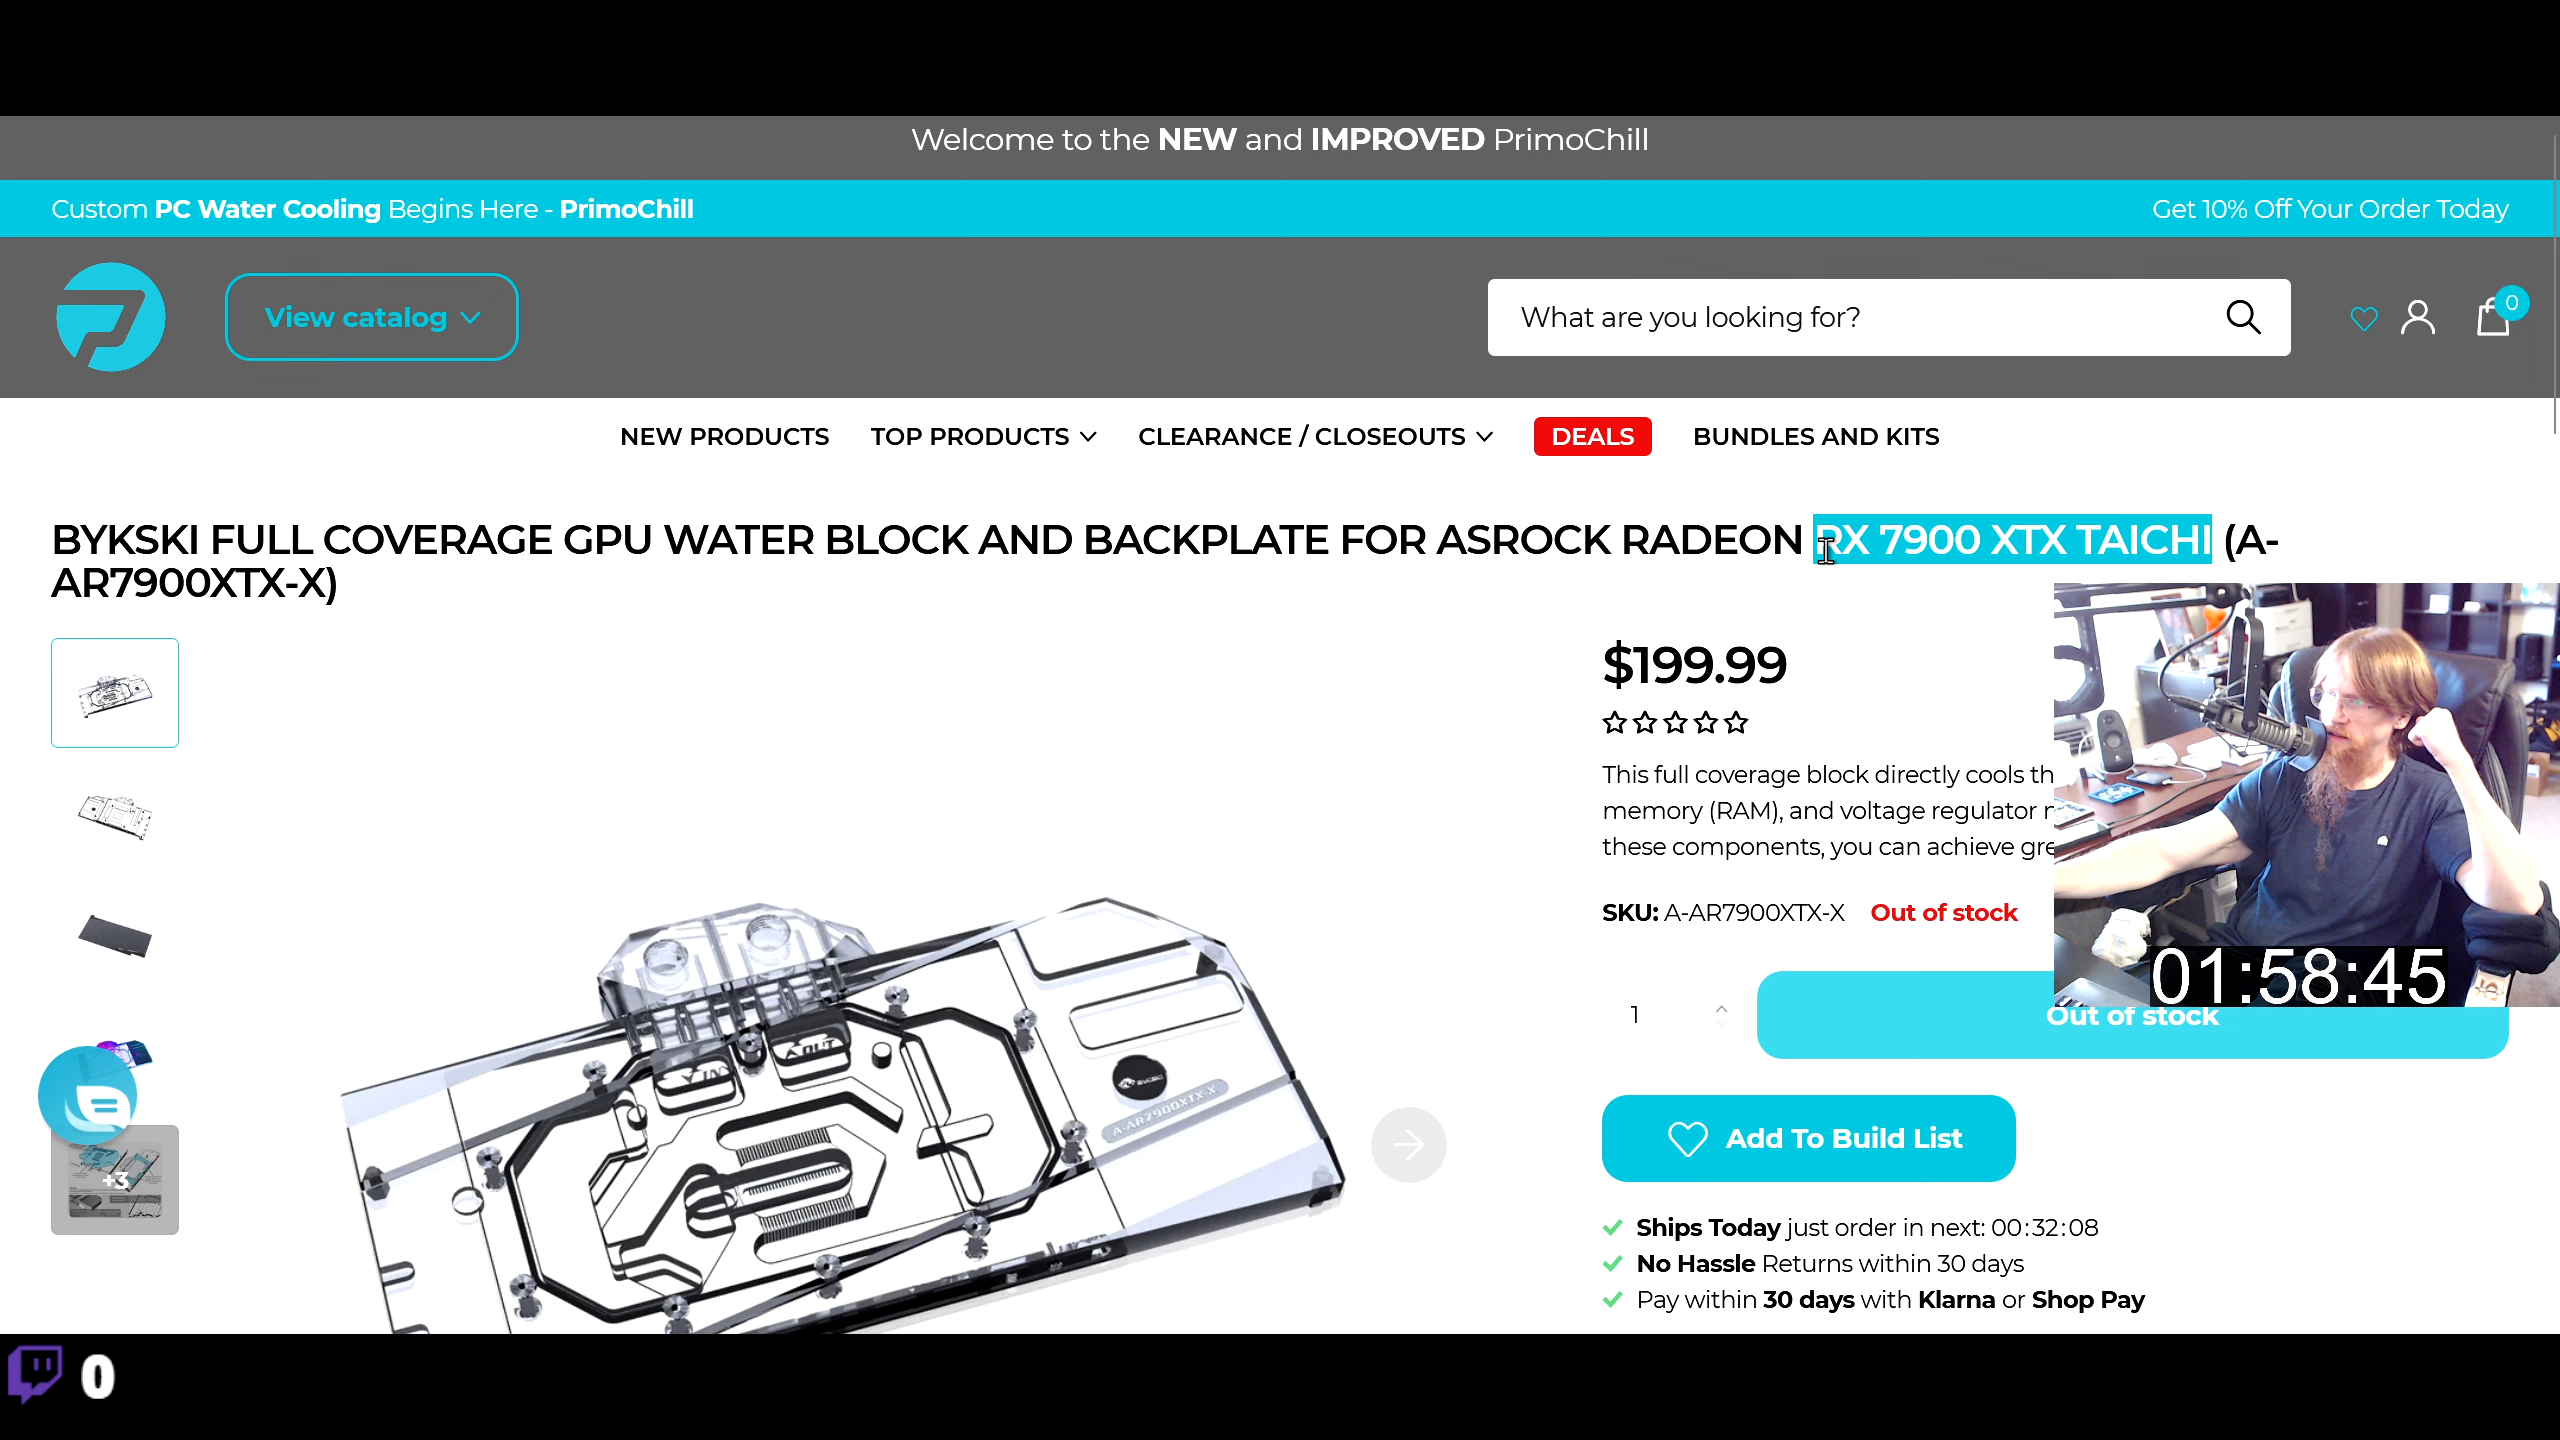 Welcome to the NEW and IMPROVED PrimoChill
Custom PC Water Cooling Begins Here - PrimoChill
Get 10% Off Your Order Today
View catalog
What are you looking for?
0
NEW PRODUCTS
TOP PRODUCTS
CLEARANCE / CLOSEOUTS
DEALS
BUNDLES AND KITS
BYKSKI FULL COVERAGE GPU WATER BLOCK AND BACKPLATE FOR ASROCK RADEON RX 7900 XTX TAICHI (A-
AR7900XTX-X)
$199.99
This full coverage block directly cools th
memory (RAM), and voltage regulator
these components, you can achieve gre
SKU: A-AR7900XTX-X Out of stock
01:58:45
1
Out of stock
Add To Build List
Ships Today just order in next: 00:32:08
No Hassle Returns within 30 days
Pay within 30 days with Klarna or Shop Pay
IN
OUT
BYKSKI
A-AR7900XTX-X
+3
0